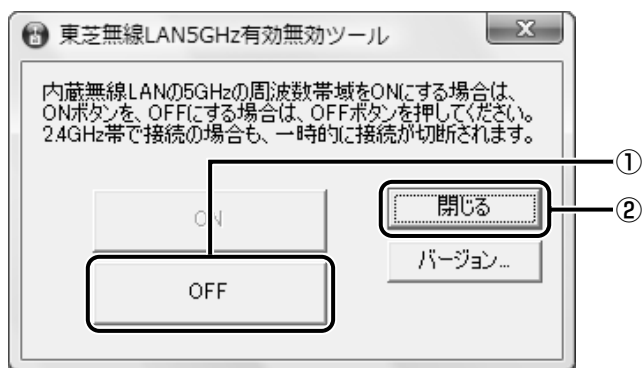 東芝無線LAN5GHz有効無効ツール
内蔵無線LANの5GHzの周波数帯域をONにする場合は、
ONボタンを、OFFにする場合は、OFFボタンを押してください。
2.4GHz帯で接続の場合も、一時的に接続が切断されます。
①
ON
閉じる
②
バージョン...
OFF